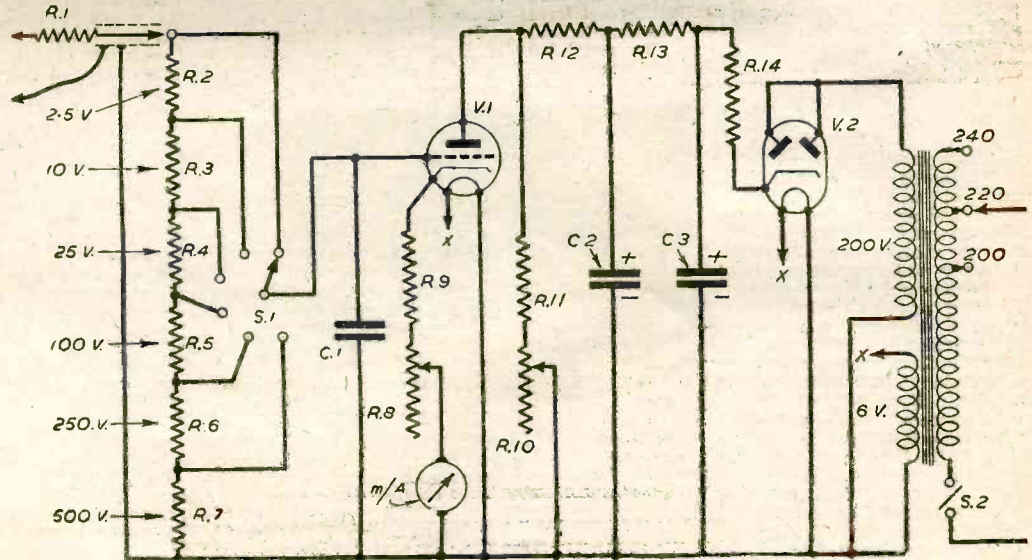 R.1
R.2
2.5 V
R.3
10 V.
R.4
25 V.
R.5
100 V.
R.6
250. V.
R.7
500 V.
S.1
C.1
V.1
X
R.9
R.8
m/A
R.12
R.13
R.11
R.10
C 2
+
−
C 3
+
−
R.14
V.2
X
200 V.
X
6 V.
240
220
200
S.2